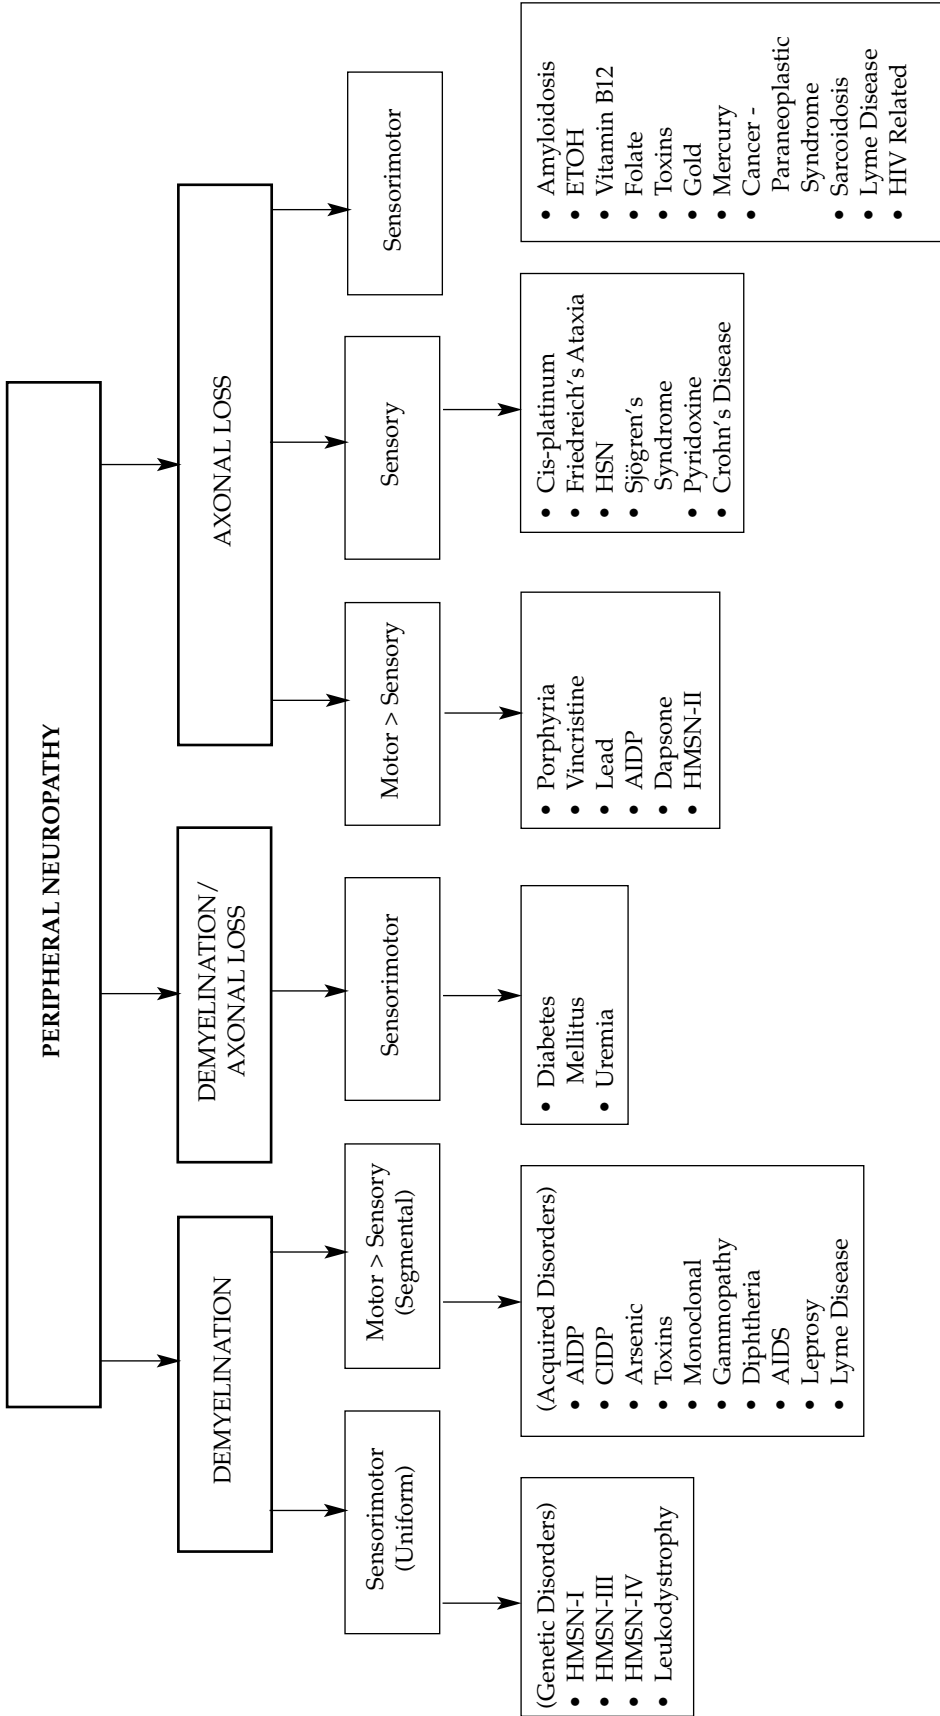 PERIPHERAL NEUROPATHY
DEMYELINATION
DEMYELINATION/
AXONAL LOSS
AXONAL LOSS
Sensorimotor
(Uniform)
Motor > Sensory
(Segmental)
Sensorimotor
Motor > Sensory
Sensory
Sensorimotor
(Genetic Disorders)
• HMSN-I
• HMSN-III
• HMSN-IV
• Leukodystrophy
(Acquired Disorders)
• AIDP
• CIDP
• Arsenic
• Toxins
• Monoclonal
• Gammopathy
• Diphtheria
• AIDS
• Leprosy
• Lyme Disease
• Diabetes
Mellitus
• Uremia
• Porphyria
• Vincristine
• Lead
• AIDP
• Dapsone
• HMSN-II
• Cis-platinum
• Friedreich's Ataxia
• HSN
• Sjögren's
Syndrome
• Pyridoxine
• Crohn's Disease
• Amyloidosis
• ETOH
• Vitamin B12
• Folate
• Toxins
• Gold
• Mercury
• Cancer -
Paraneoplastic
Syndrome
• Sarcoidosis
• Lyme Disease
• HIV Related